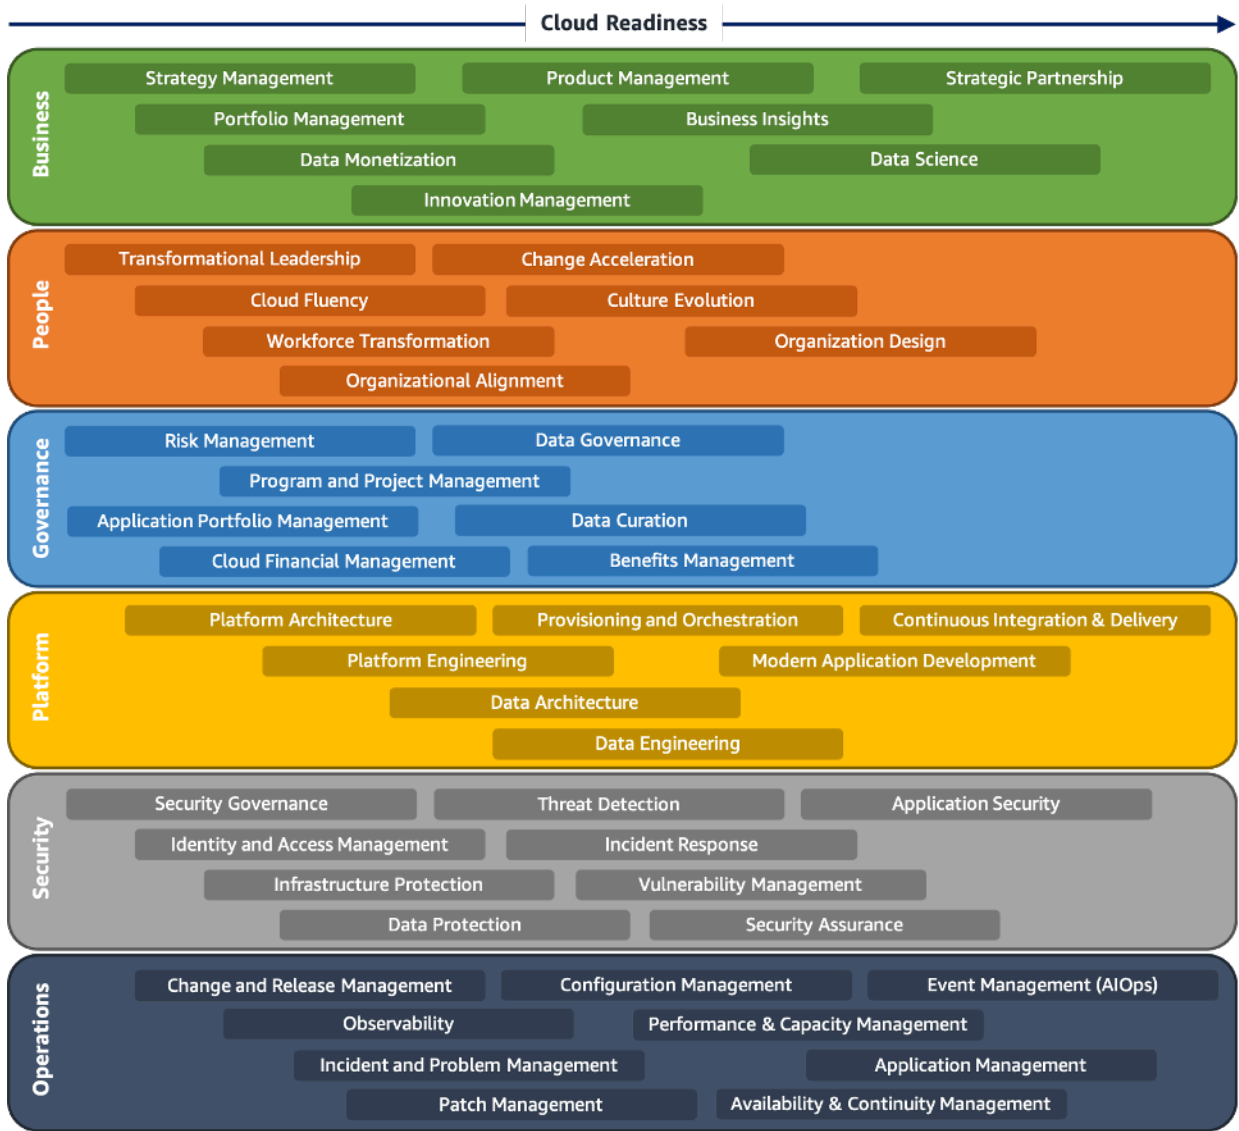 Cloud Readiness
Business
Strategy Management
Product Management
Strategic Partnership
Portfolio Management
Business Insights
Data Monetization
Data Science
Innovation Management
People
Transformational Leadership
Change Acceleration
Cloud Fluency
Culture Evolution
Workforce Transformation
Organization Design
Organizational Alignment
Governance
Risk Management
Data Governance
Program and Project Management
Application Portfolio Management
Data Curation
Cloud Financial Management
Benefits Management
Platform
Platform Architecture
Provisioning and Orchestration
Continuous Integration & Delivery
Platform Engineering
Modern Application Development
Data Architecture
Data Engineering
Security
Security Governance
Threat Detection
Application Security
Identity and Access Management
Incident Response
Infrastructure Protection
Vulnerability Management
Data Protection
Security Assurance
Operations
Change and Release Management
Configuration Management
Event Management (AIOps)
Observability
Performance & Capacity Management
Incident and Problem Management
Application Management
Patch Management
Availability & Continuity Management